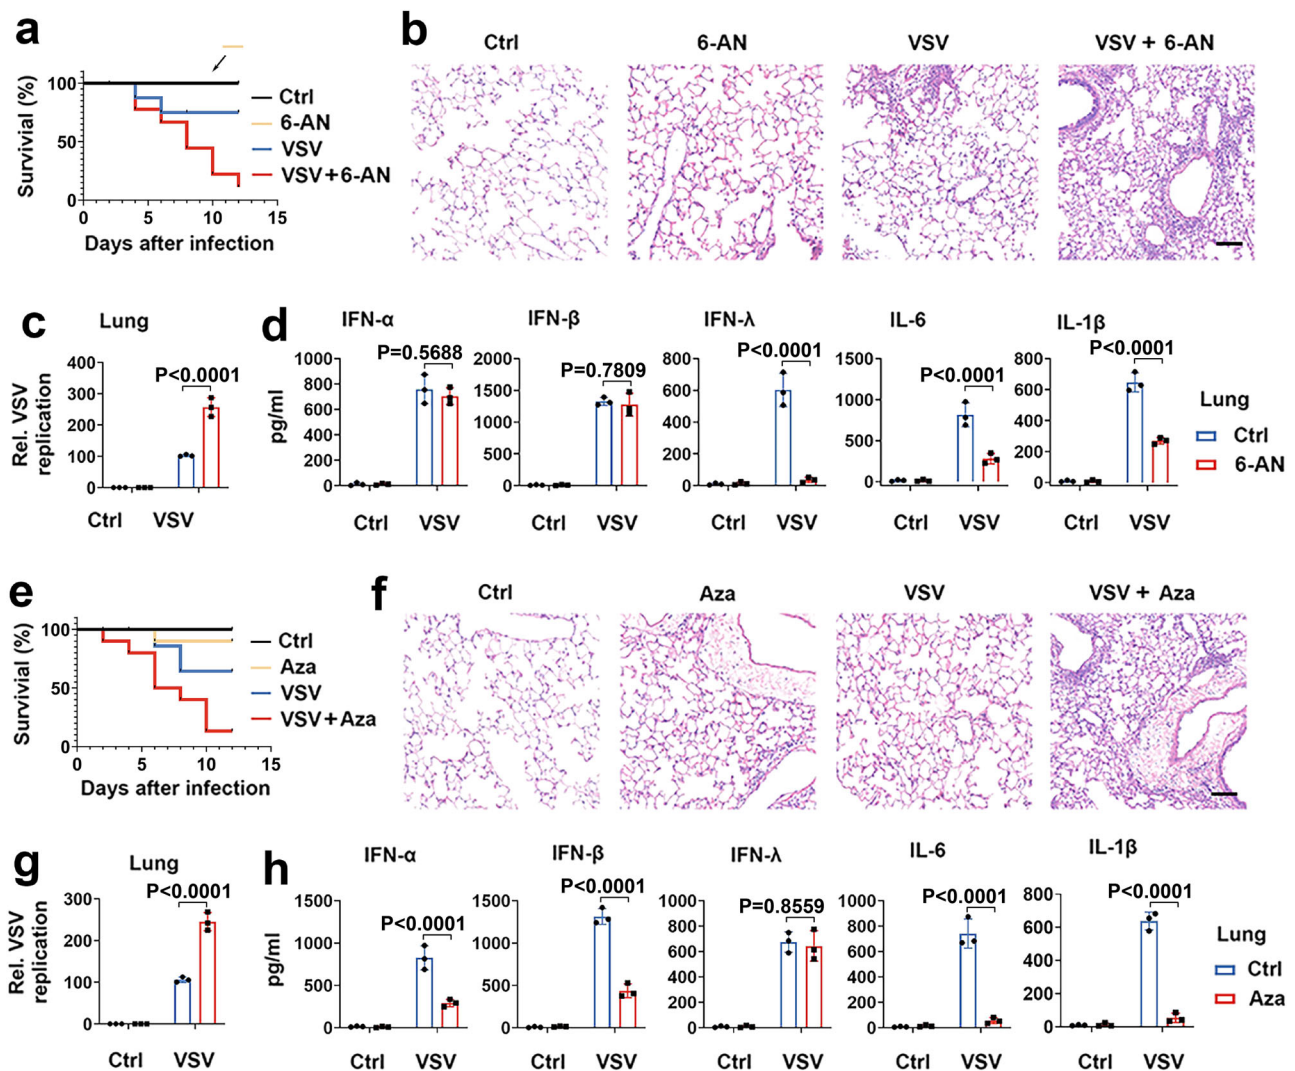 a
Survivial (%)
100
50
0
0 5 10 15
Days after infection
Ctrl
6-AN
VSV
VSV+6-AN
b
Ctrl 6-AN VSV VSV + 6-AN
c
Lung
Rel. VSV
replication
400
300
200
100
0
P<0.0001
Ctrl VSV
d
pg/ml
IFN-α
1000
800
600
400
200
0
P=0.5688
Ctrl VSV
IFN-β
2000
1500
1000
500
0
P=0.7809
Ctrl VSV
IFN-λ
800
600
400
200
0
P<0.0001
Ctrl VSV
IL-6
1500
1000
500
0
P<0.0001
Ctrl VSV
IL-1β
800
600
400
200
0
P<0.0001
Ctrl VSV
Lung
Ctrl
6-AN
e
Survivial (%)
100
50
0
0 5 10 15
Days after infection
Ctrl
Aza
VSV
VSV+Aza
f
Ctrl Aza VSV VSV + Aza
g
Lung
Rel. VSV
replication
300
200
100
0
P<0.0001
Ctrl VSV
h
pg/ml
IFN-α
1500
1000
500
0
P<0.0001
Ctrl VSV
IFN-β
1500
1000
500
0
P<0.0001
Ctrl VSV
IFN-λ
1000
800
600
400
200
0
P=0.8559
Ctrl VSV
IL-6
1000
800
600
400
200
0
P<0.0001
Ctrl VSV
IL-1β
800
600
400
200
0
P<0.0001
Ctrl VSV
Lung
Ctrl
Aza